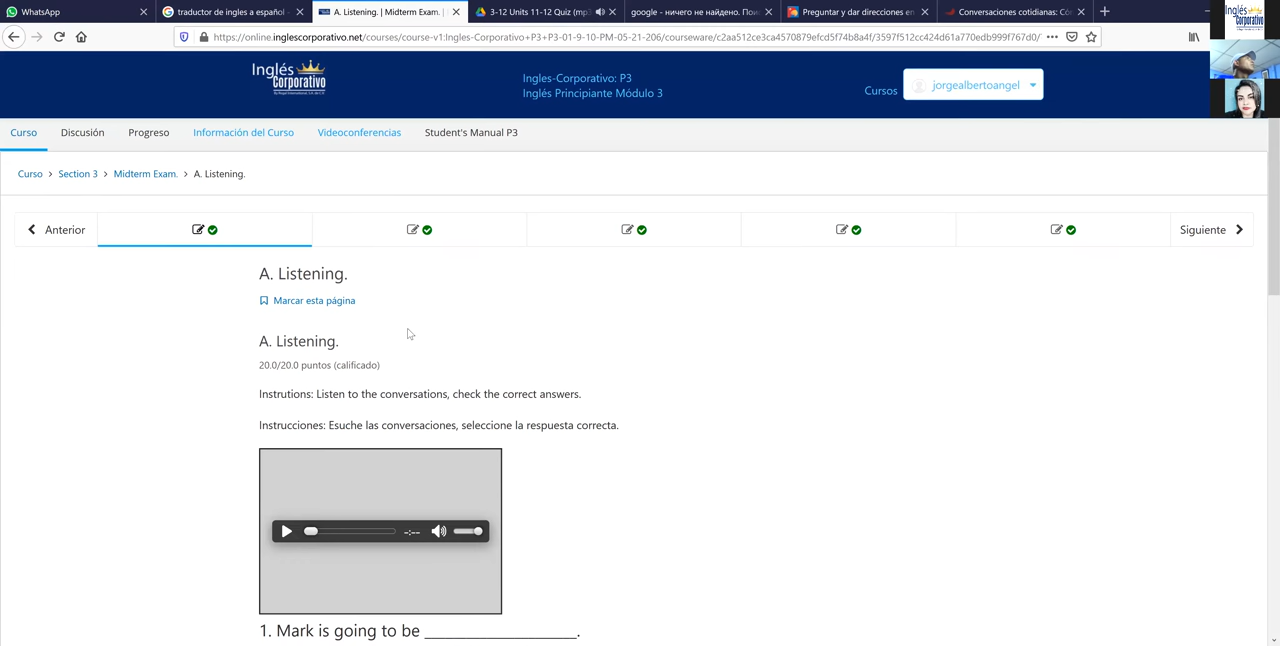 WhatsApp
traductor de ingles a español -
A. Listening. | Midterm Exam. |
3-12 Units 11-12 Quiz (mp3
google - ничего не найдено. Пои
Preguntar y dar direcciones en
Conversaciones cotidianas: Có
https://online.inglescorporativo.net/courses/course-v1:Ingles-Corporativo+P3+P3-01-9-10-PM-05-21-206/courseware/c2aa512ce3ca4570879efcd5f74b8a4f/3597f512cc424d61a770edb999f767d0/
Inglés
Corporativo
Inglés
Corporativo
Ingles-Corporativo: P3
Inglés Principiante Módulo 3
Cursos
jorgealbertoangel
Curso
Discusión
Progreso
Información del Curso
Videoconferencias
Student's Manual P3
Curso > Section 3 > Midterm Exam. > A. Listening.
Anterior
Siguiente
A. Listening.
Marcar esta página
A. Listening.
20.0/20.0 puntos (calificado)
Instrutions: Listen to the conversations, check the correct answers.
Instrucciones: Esuche las conversaciones, seleccione la respuesta correcta.
-:--
1. Mark is going to be ___________________.